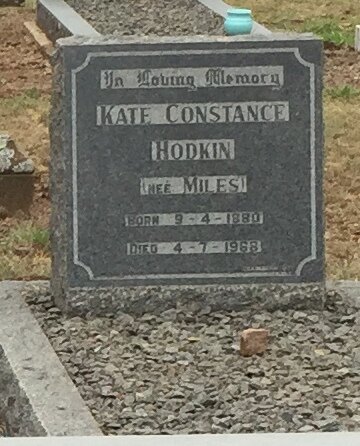 In Loving Memory
KATE CONSTANCE
HODKIN
(NEE MILES)
BORN 9-4-1880
DIED 4-7-1968